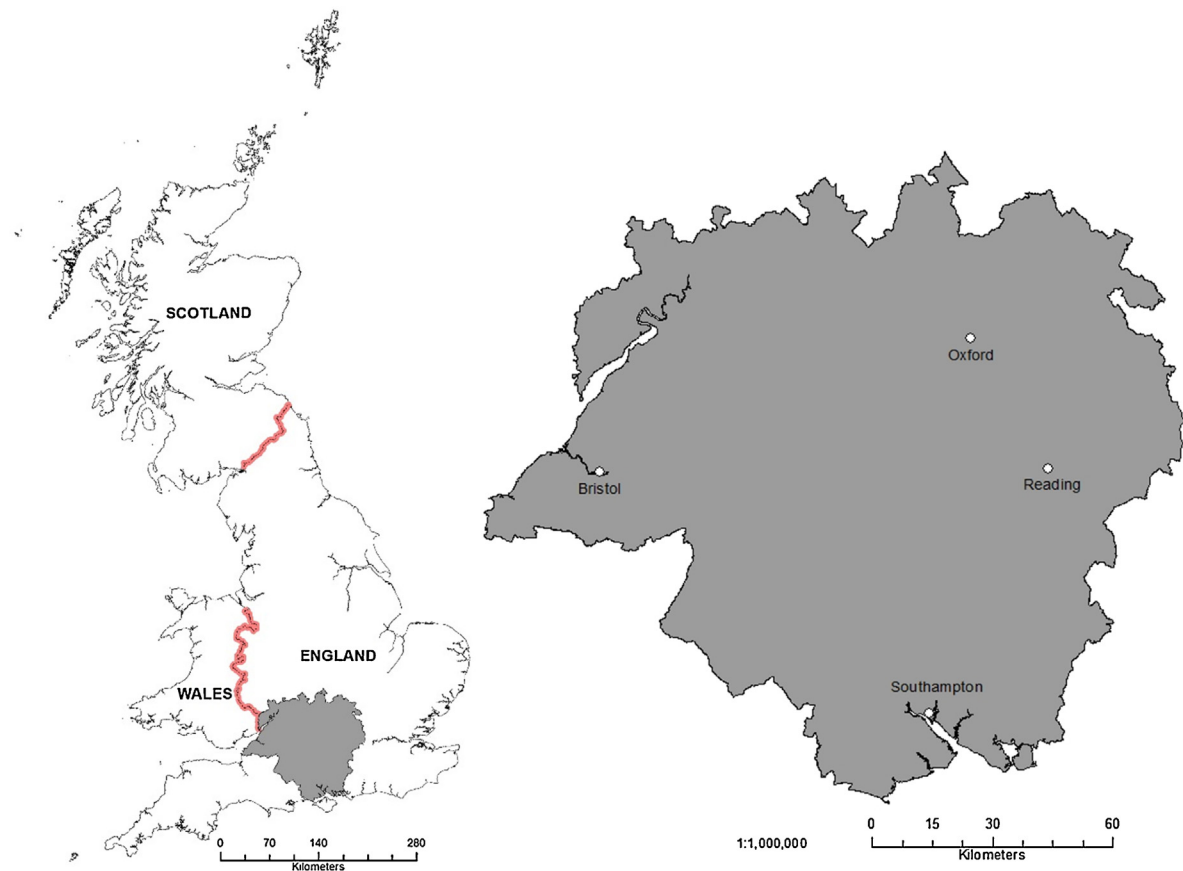 SCOTLAND
ENGLAND
WALES
0 70 140 280
Kilometers
Oxford
Bristol
Reading
Southampton
1:1,000,000
0 15 30 60
Kilometers